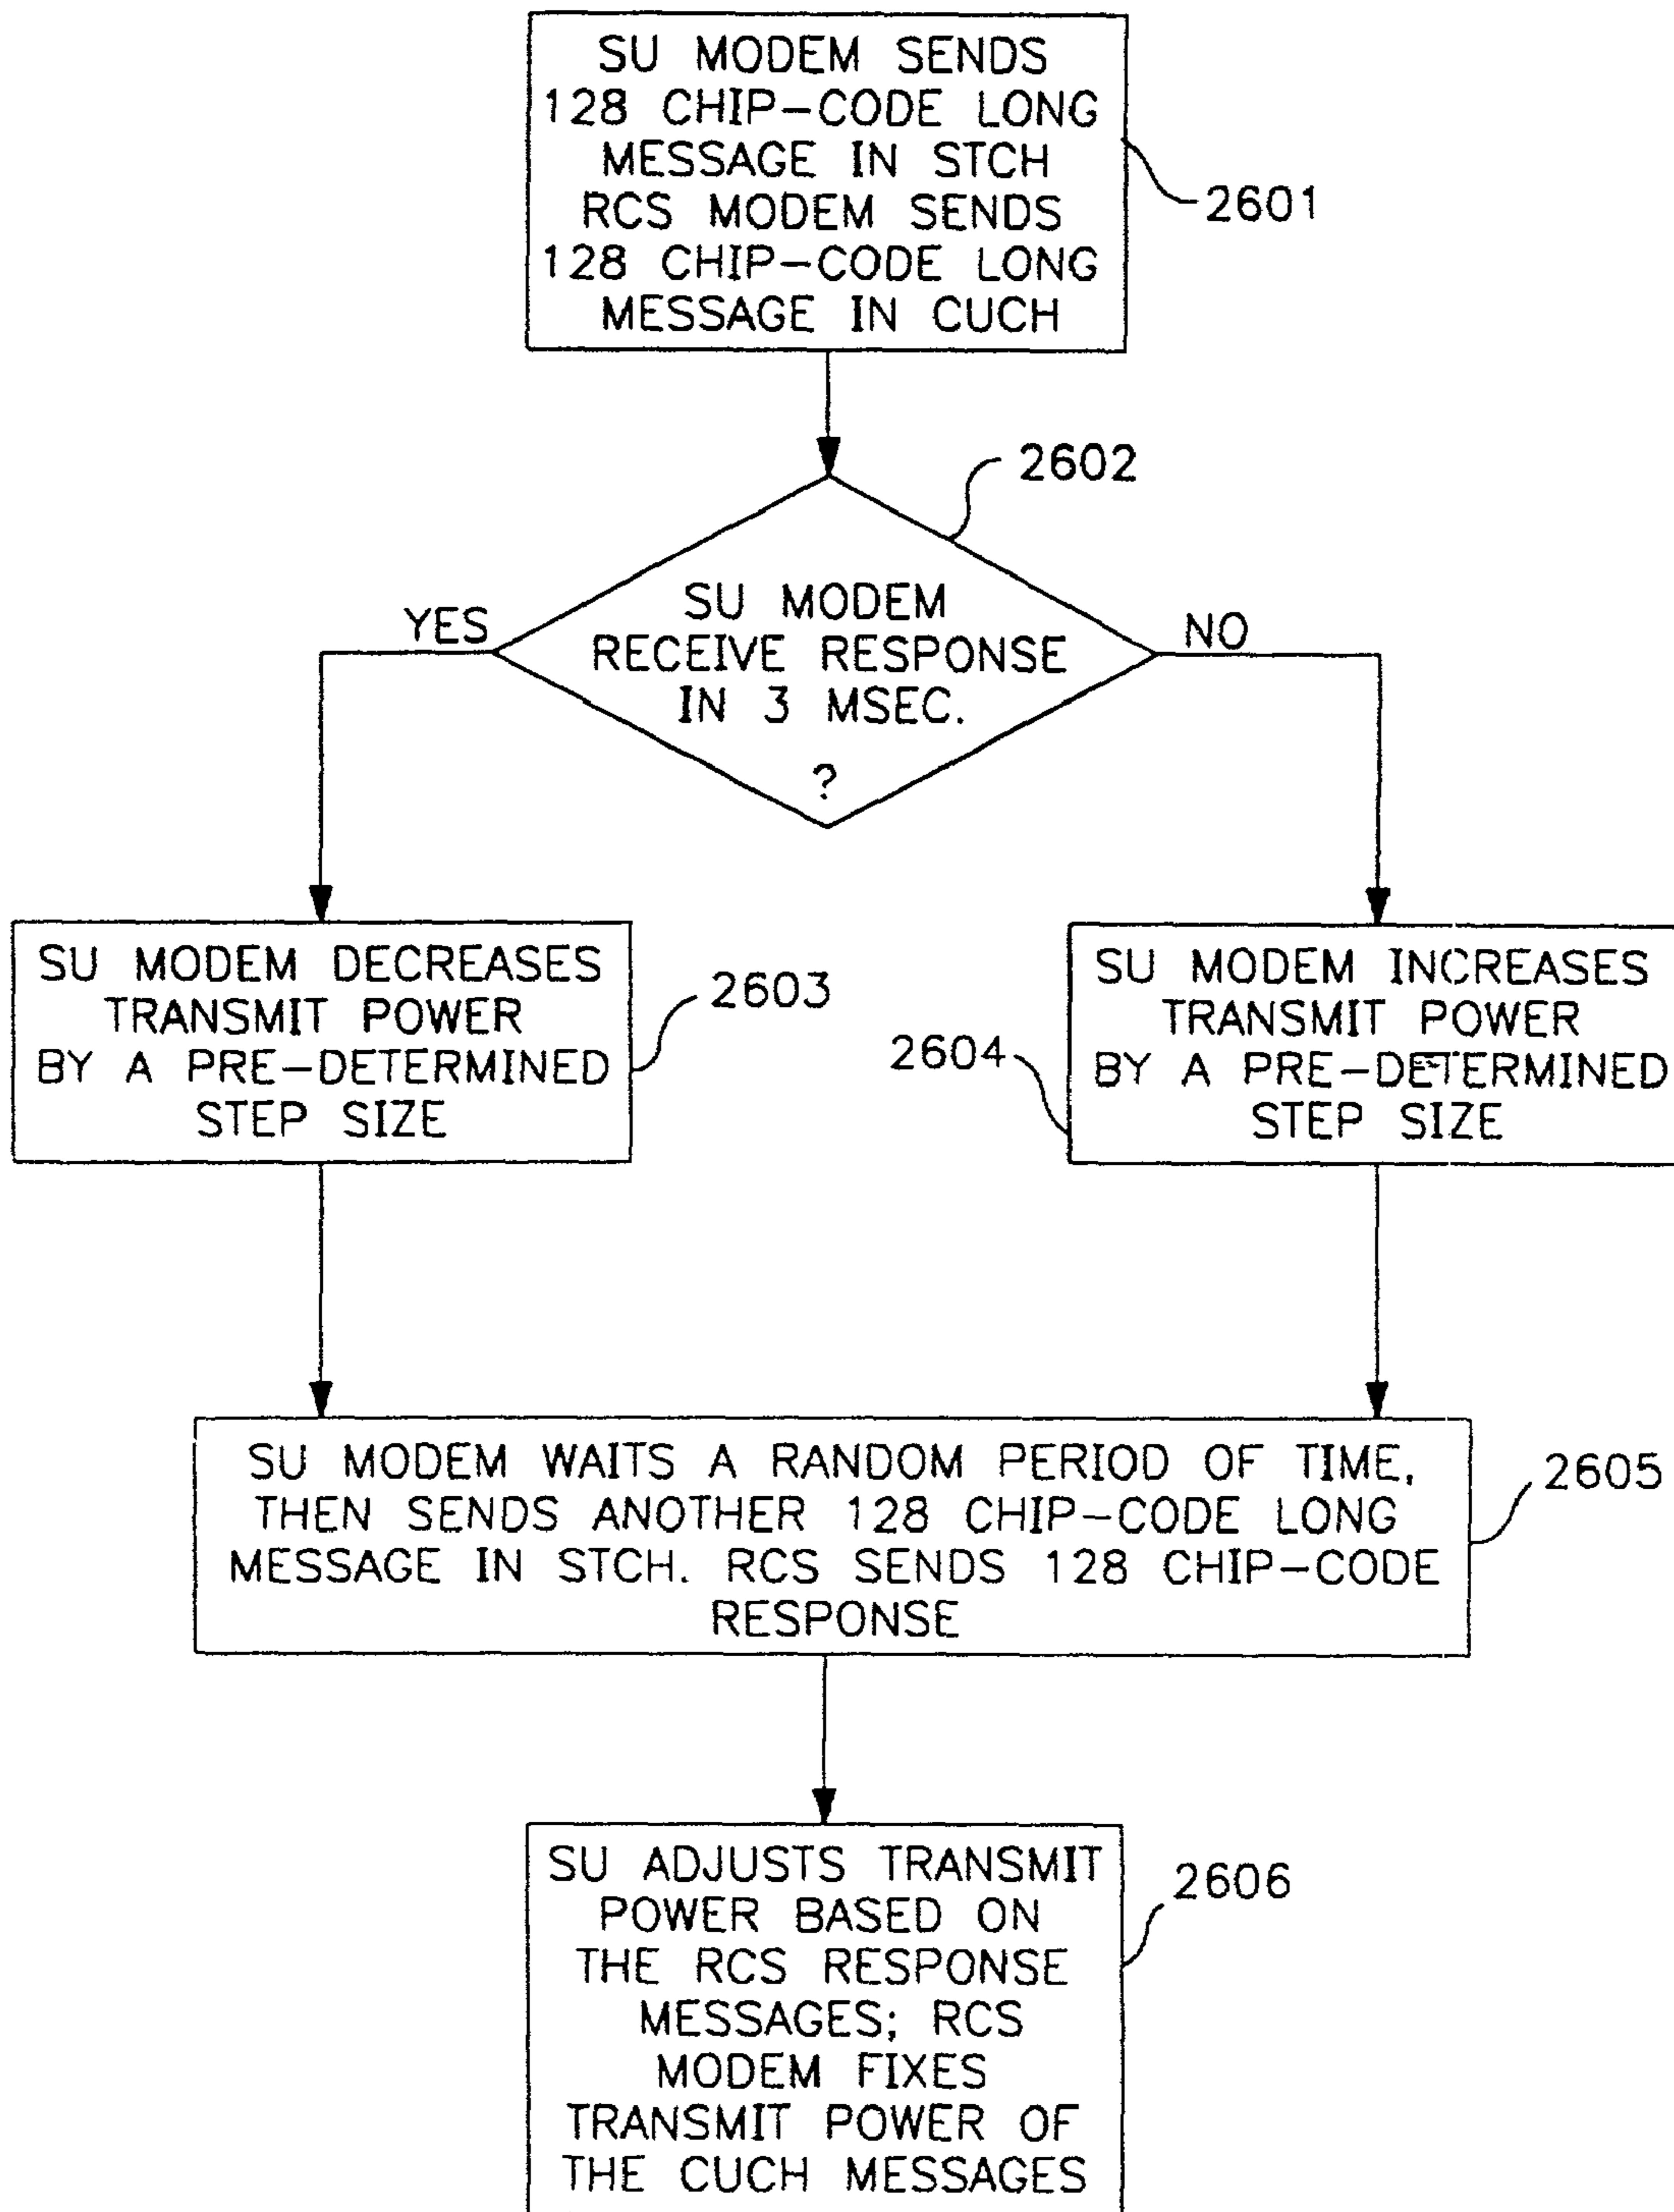 SU MODEM SENDS
128 CHIP-CODE LONG
MESSAGE IN STCH
RCS MODEM SENDS
128 CHIP-CODE LONG
MESSAGE IN CUCH
2601
2602
SU MODEM
RECEIVE RESPONSE
IN 3 MSEC.
?
YES
NO
SU MODEM DECREASES
TRANSMIT POWER
BY A PRE-DETERMINED
STEP SIZE
2603
SU MODEM INCREASES
TRANSMIT POWER
BY A PRE-DETERMINED
STEP SIZE
2604
SU MODEM WAITS A RANDOM PERIOD OF TIME,
THEN SENDS ANOTHER 128 CHIP-CODE LONG
MESSAGE IN STCH. RCS SENDS 128 CHIP-CODE
RESPONSE
2605
SU ADJUSTS TRANSMIT
POWER BASED ON
THE RCS RESPONSE
MESSAGES; RCS
MODEM FIXES
TRANSMIT POWER OF
THE CUCH MESSAGES
2606